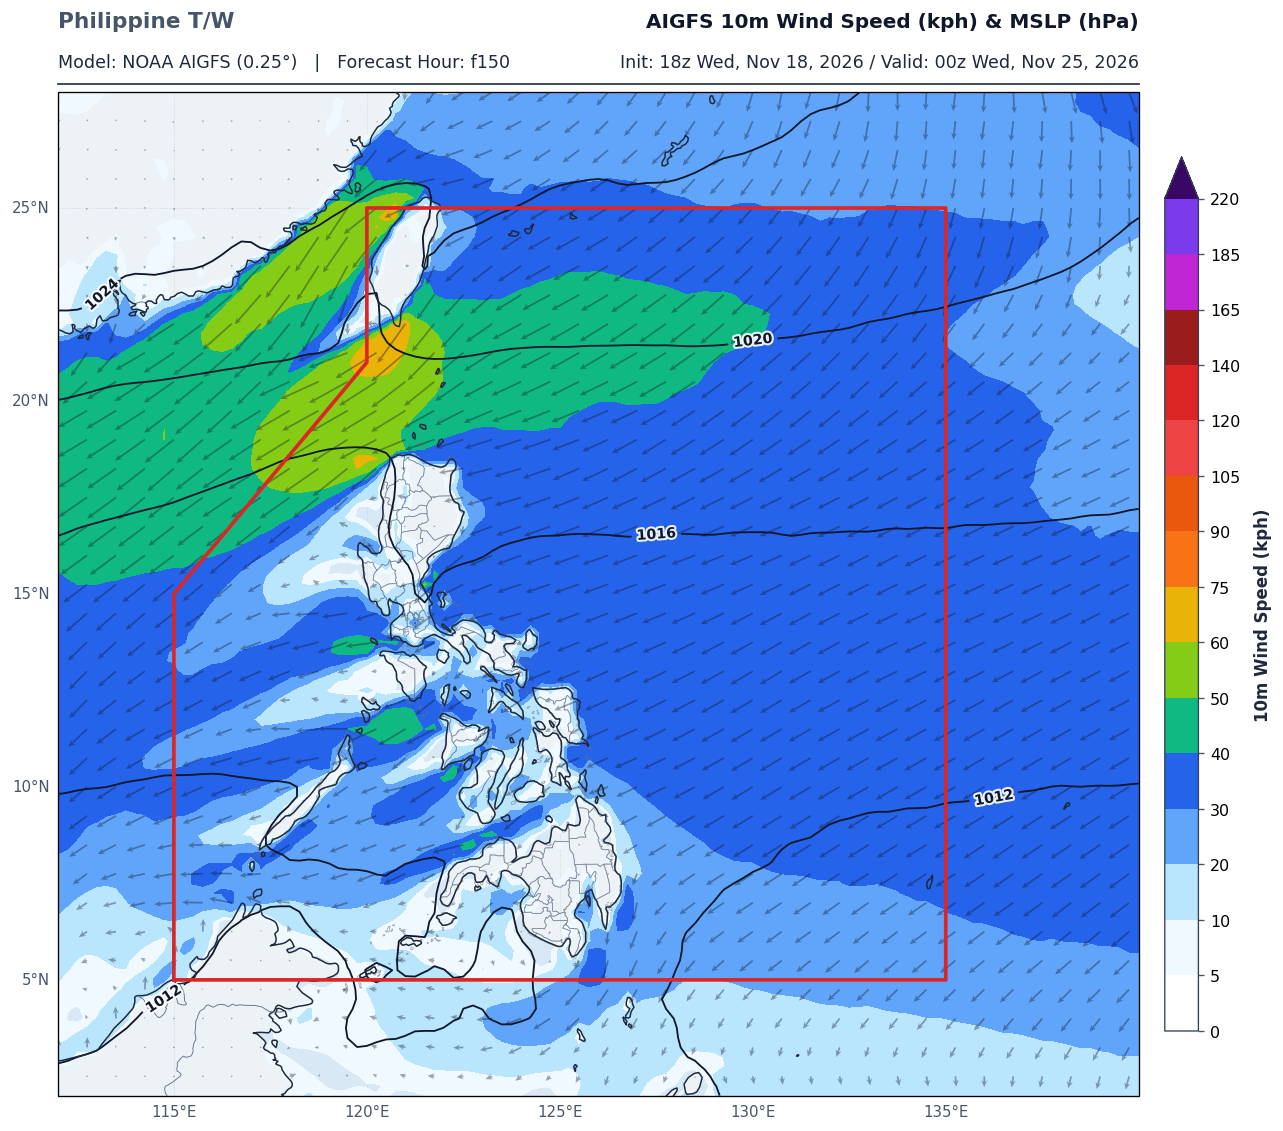 Philippine T/W
AIGFS 10m Wind Speed (kph) & MSLP (hPa)
Model: NOAA AIGFS (0.25°) | Forecast Hour: f150
Init: 18z Wed, Nov 18, 2026 / Valid: 00z Wed, Nov 25, 2026
25°N
20°N
15°N
10°N
5°N
1024
1020
1016
1012
1012
115°E
120°E
125°E
130°E
135°E
220
185
165
140
120
105
90
75
60
50
40
30
20
10
5
0
10m Wind Speed (kph)